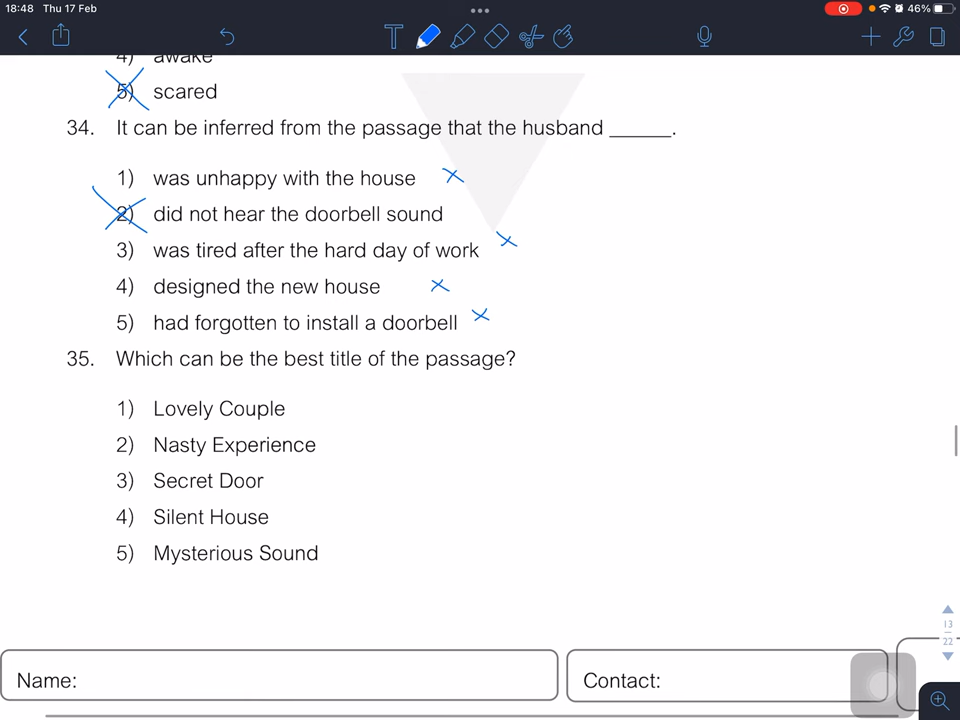 18:48 Thu 17 Feb
46%
4) awake
5) scared
34. It can be inferred from the passage that the husband ______.
1) was unhappy with the house
2) did not hear the doorbell sound
3) was tired after the hard day of work
4) designed the new house
5) had forgotten to install a doorbell
35. Which can be the best title of the passage?
1) Lovely Couple
2) Nasty Experience
3) Secret Door
4) Silent House
5) Mysterious Sound
13
22
Name:
Contact: